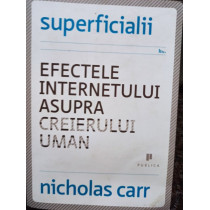 superficialii
EFECTELE
INTERNETULUI
ASUPRA
CREIERULUI
UMAN
PUBLICA
nicholas carr